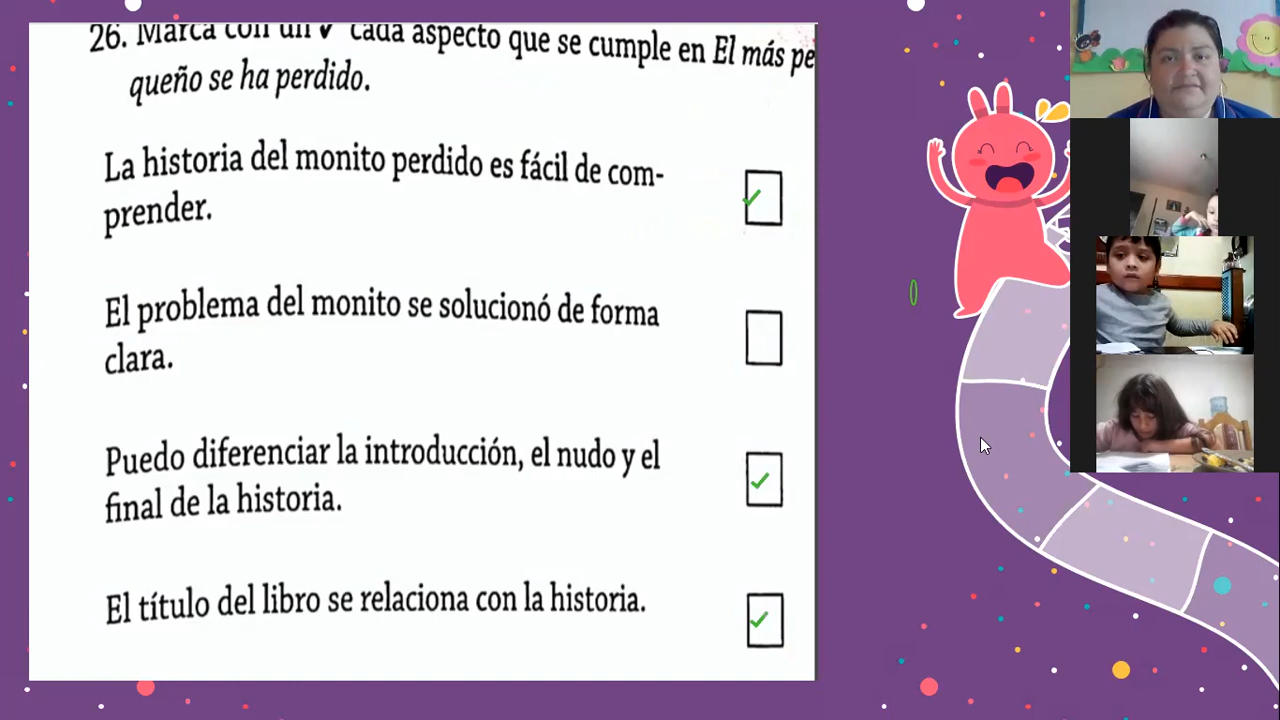 26. Marca con un ✔ cada aspecto que se cumple en El más pe
queño se ha perdido.
La historia del monito perdido es fácil de com-
prender.
El problema del monito se solucionó de forma
clara.
Puedo diferenciar la introducción, el nudo y el
final de la historia.
El título del libro se relaciona con la historia.